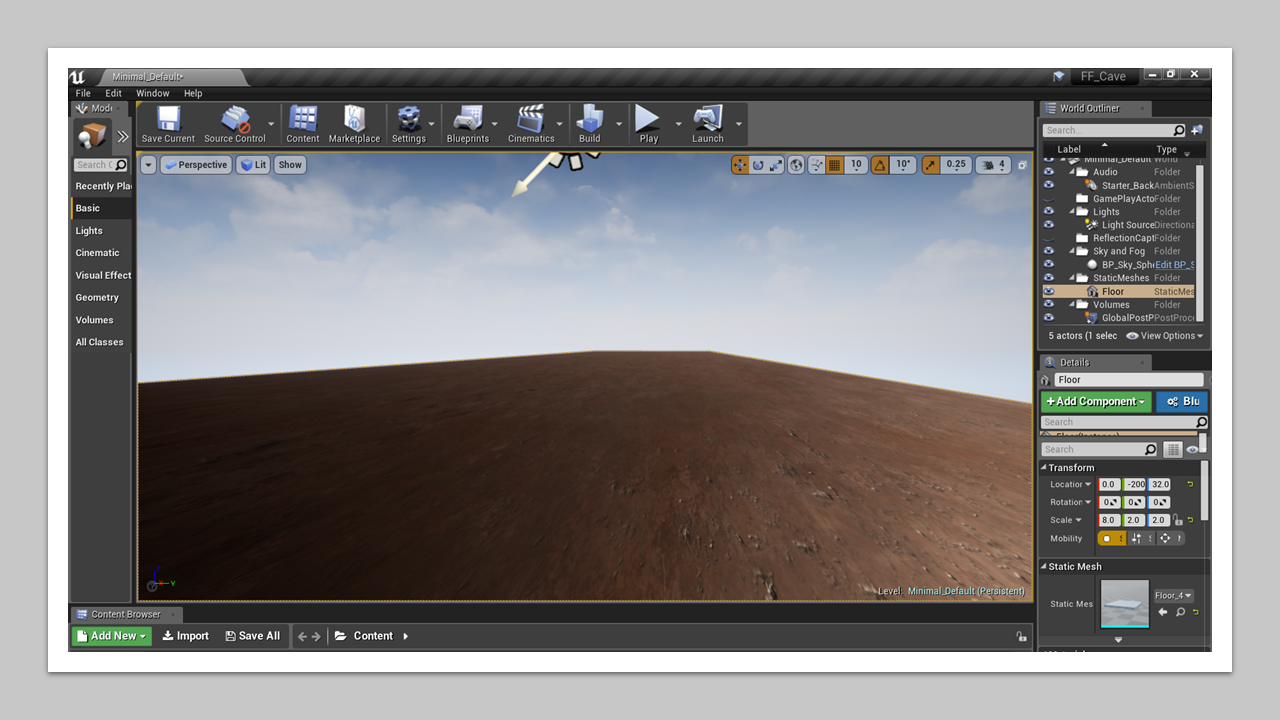 Minimal_Default*
FF_Cave
File Edit Window Help
Modi
Save Current Source Control Content Marketplace Settings Blueprints Cinematics Build Play Launch
Search C
Perspective Lit Show
10 10° 0.25 4
Recently Pla
Basic
Lights
Cinematic
Visual Effect
Geometry
Volumes
All Classes
Level: Minimal_Default (Persistent)
World Outliner
Search...
Label Type
Minimal_Default World
Audio Folder
Starter_Back AmbientS
GamePlayActo Folder
Lights Folder
Light Source Directiona
ReflectionCapt Folder
Sky and Fog Folder
BP_Sky_Sph Edit BP_S
StaticMeshes Folder
Floor StaticMes
Volumes Folder
GlobalPostP PostProce
5 actors (1 selec View Options
Details
Floor
+Add Component Blu
Search
Search
Transform
Location 0.0 -200 32.0
Rotation 0 0 0
Scale 8.0 2.0 2.0
Mobility
Static Mesh
Static Mes Floor_4
Content Browser
Add New Import Save All Content